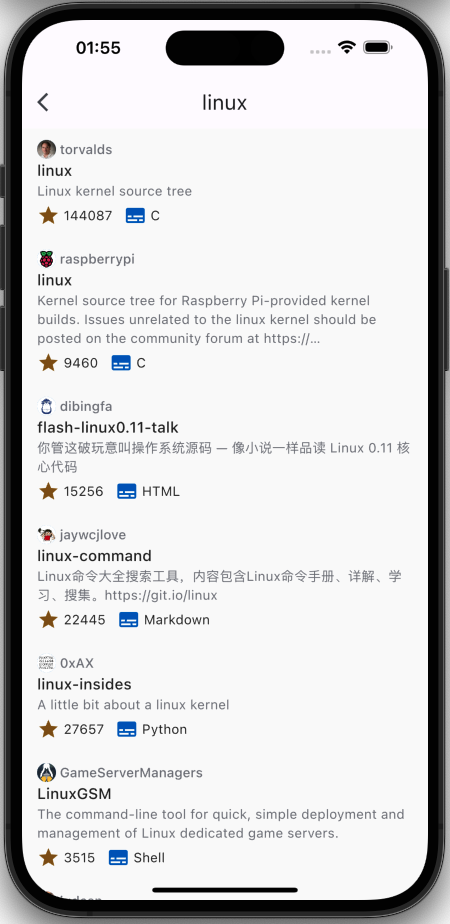 01:55
linux
torvalds
linux
Linux kernel source tree
144087 C
raspberrypi
linux
Kernel source tree for Raspberry Pi-provided kernel
builds. Issues unrelated to the linux kernel should be
posted on the community forum at https://...
9460 C
dibingfa
flash-linux0.11-talk
你管这破玩意叫操作系统源码 — 像小说一样品读 Linux 0.11 核
心代码
15256 HTML
jaywcjlove
linux-command
Linux命令大全搜索工具，内容包含Linux命令手册、详解、学
习、搜集。https://git.io/linux
22445 Markdown
0xAX
linux-insides
A little bit about a linux kernel
27657 Python
GameServerManagers
LinuxGSM
The command-line tool for quick, simple deployment and
management of Linux dedicated game servers.
3515 Shell